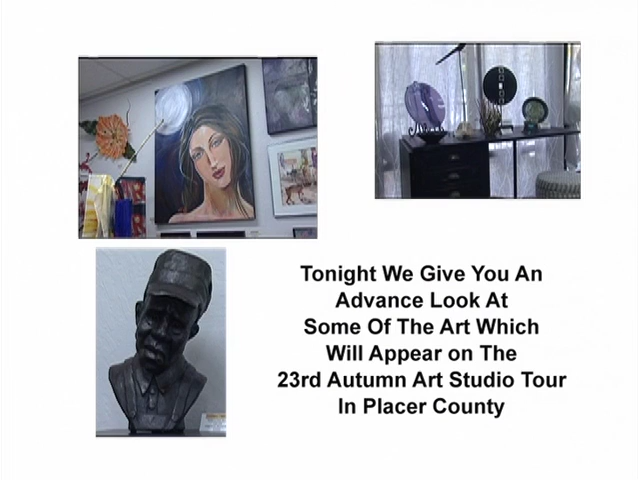 Tonight We Give You An
Advance Look At
Some Of The Art Which
Will Appear on The
23rd Autumn Art Studio Tour
In Placer County